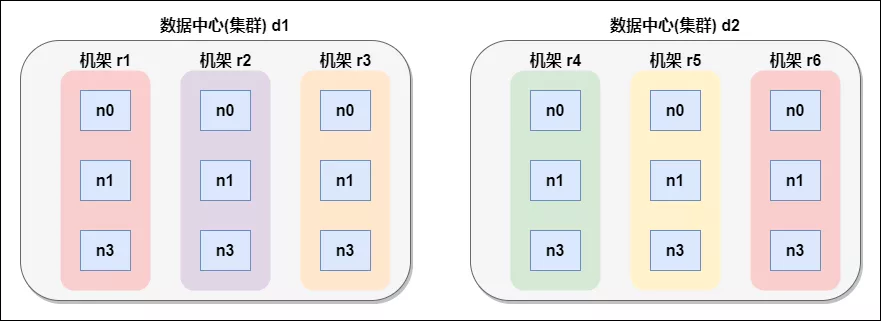 数据中心(集群) d1
机架 r1
机架 r2
机架 r3
n0
n0
n0
n1
n1
n1
n3
n3
n3
数据中心(集群) d2
机架 r4
机架 r5
机架 r6
n0
n0
n0
n1
n1
n1
n3
n3
n3